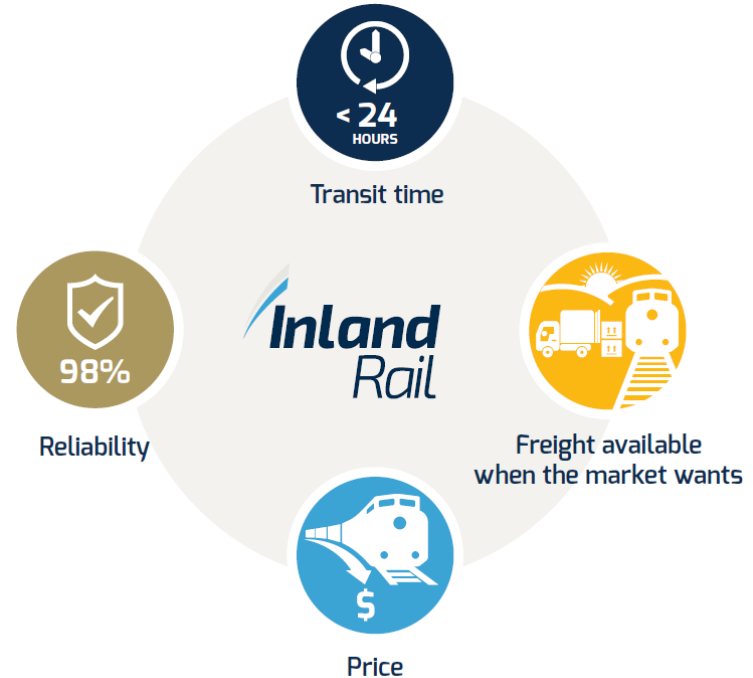 < 24
HOURS
Transit time
98%
Reliability
Inland
Rail
Freight available
when the market wants
$
Price